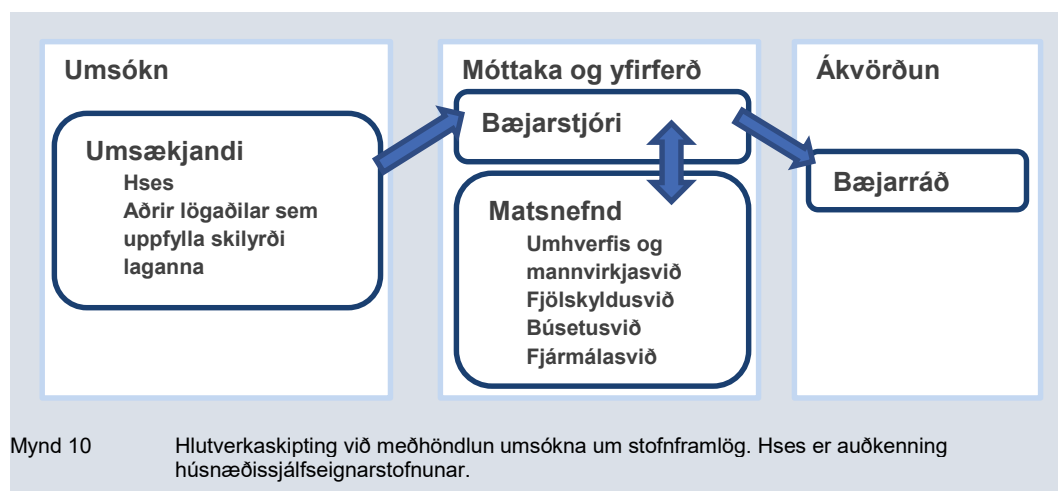 Umsókn
Umsækjandi
Hses
Aðrir lögaðilar sem
uppfylla skilyrði
laganna
Móttaka og yfirferð
Bæjarstjóri
Matsnefnd
Umhverfis og
mannvirkjasvið
Fjölskyldusvið
Búsetusvið
Fjármálasvið
Ákvörðun
Bæjarráð
Mynd 10 Hlutverkaskipting við meðhöndlun umsókna um stofnframlög. Hses er auðkenning
húsnæðissjálfseignarstofnunar.